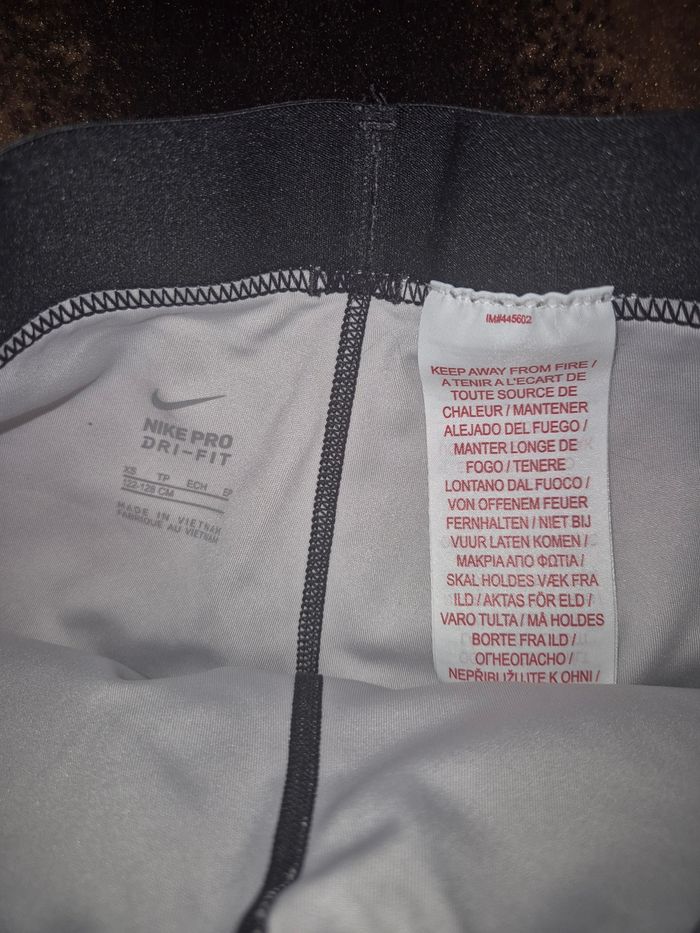 NIKE PRO
DRI-FIT
XS TP ECH EP
122-128 CM
MADE IN VIETNAM
FABRIQUÉ AU VIETNAM
IM#445602
KEEP AWAY FROM FIRE /
A TENIR A L'ECART DE
TOUTE SOURCE DE
CHALEUR / MANTENER
ALEJADO DEL FUEGO /
MANTER LONGE DE
FOGO / TENERE
LONTANO DAL FUOCO /
VON OFFENEM FEUER
FERNHALTEN / NIET BIJ
VUUR LATEN KOMEN /
ΜΑΚΡΙΑ ΑΠΟ ΦΩΤΙΑ /
SKAL HOLDES VÆK FRA
ILD / AKTAS FÖR ELD /
VARO TULTA / MÅ HOLDES
BORTE FRA ILD /
ОГНЕОПАСНО /
NEPŘIBLIŽUJTE K OHNI /